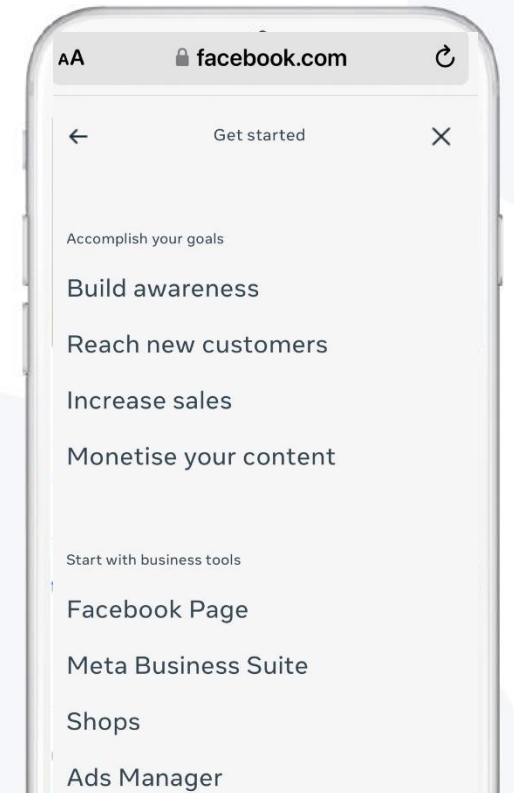 AA facebook.com
Get started
Accomplish your goals
Build awareness
Reach new customers
Increase sales
Monetise your content
Start with business tools
Facebook Page
Meta Business Suite
Shops
Ads Manager